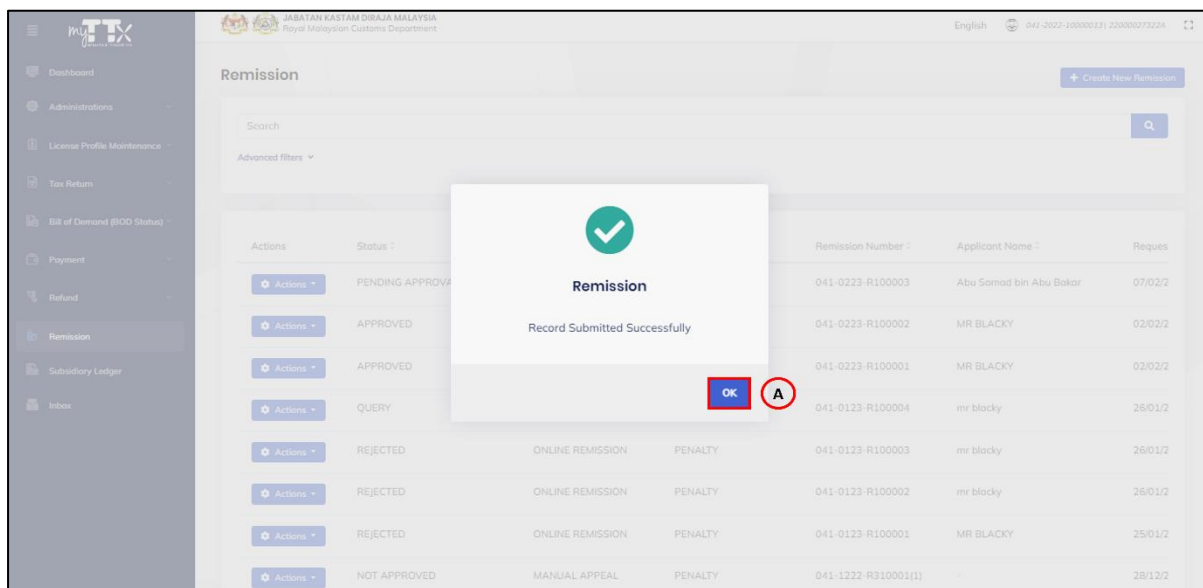 myTTx
JABATAN KASTAM DIRAJA MALAYSIA
Royal Malaysian Customs Department
English 041-2022-10000013| 22000027322A
Dashboard
Administrations
License Profile Maintenance
Tax Return
Bill of Demand (BOD Status)
Payment
Refund
Remission
Subsidiary Ledger
Inbox
Remission
+ Create New Remission
Search
Advanced filters
Actions Status Remission Number Applicant Name Reques
Actions PENDING APPROVA 041-0223-R100003 Abu Samad bin Abu Bakar 07/02/2
Actions APPROVED 041-0223-R100002 MR BLACKY 02/02/2
Actions APPROVED 041-0223-R100001 MR BLACKY 02/02/2
Actions QUERY 041-0123-R100004 mr blacky 26/01/2
Actions REJECTED ONLINE REMISSION PENALTY 041-0123-R100003 mr blacky 26/01/2
Actions REJECTED ONLINE REMISSION PENALTY 041-0123-R100002 mr blacky 26/01/2
Actions REJECTED ONLINE REMISSION PENALTY 041-0123-R100001 MR BLACKY 25/01/2
Actions NOT APPROVED MANUAL APPEAL PENALTY 041-1222-R310001(1) - 28/12/2
Remission
Record Submitted Successfully
OK
A